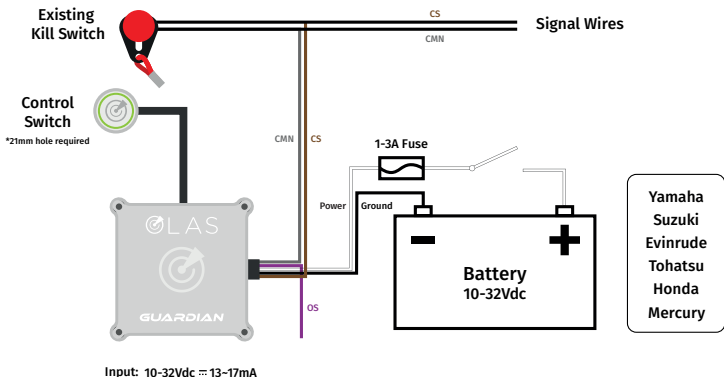 Existing
Kill Switch
CS
Signal Wires
CMN
Control
Switch
*21mm hole required
CMN
CS
1-3A Fuse
Power
Ground
OLAS
GUARDIAN
OS
Battery
10-32Vdc
Yamaha
Suzuki
Evinrude
Tohatsu
Honda
Mercury
Input: 10-32Vdc ⎓ 13~17mA